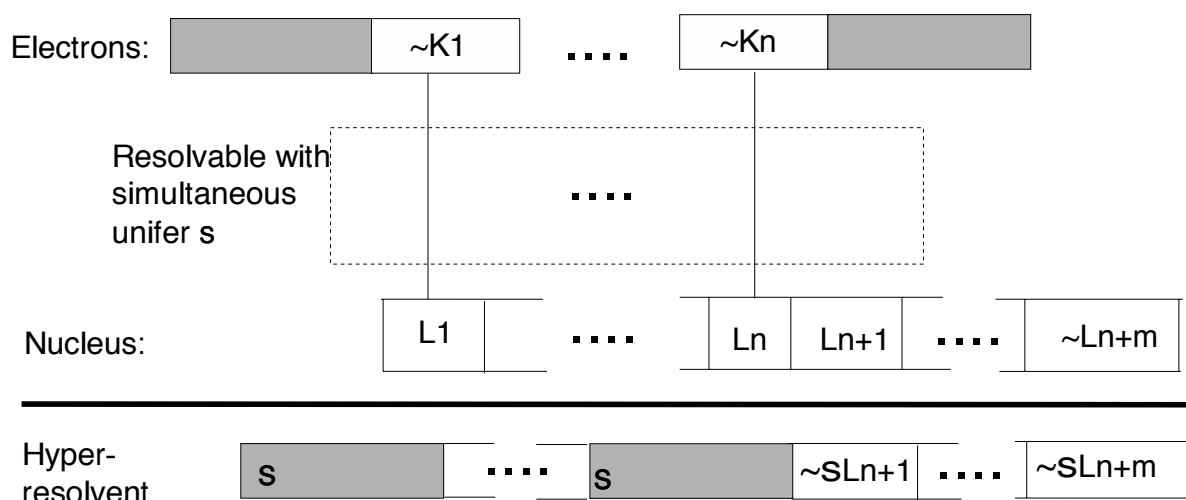 Electrons:
~K1
....
~Kn
Resolvable with
simultaneous
unifer s
....
Nucleus:
L1
....
Ln
Ln+1
....
~Ln+m
Hyper-
resolvent
s
....
s
~sLn+1
....
~sLn+m